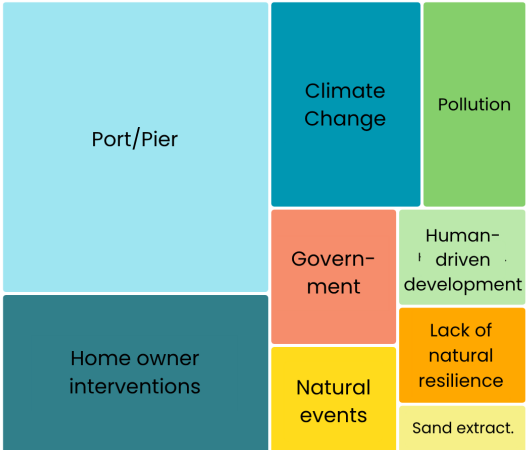 Port/Pier
Home owner
interventions
Climate
Change
Pollution
Govern-
ment
Natural
events
Human-
driven
development
Lack of
natural
resilience
Sand extract.